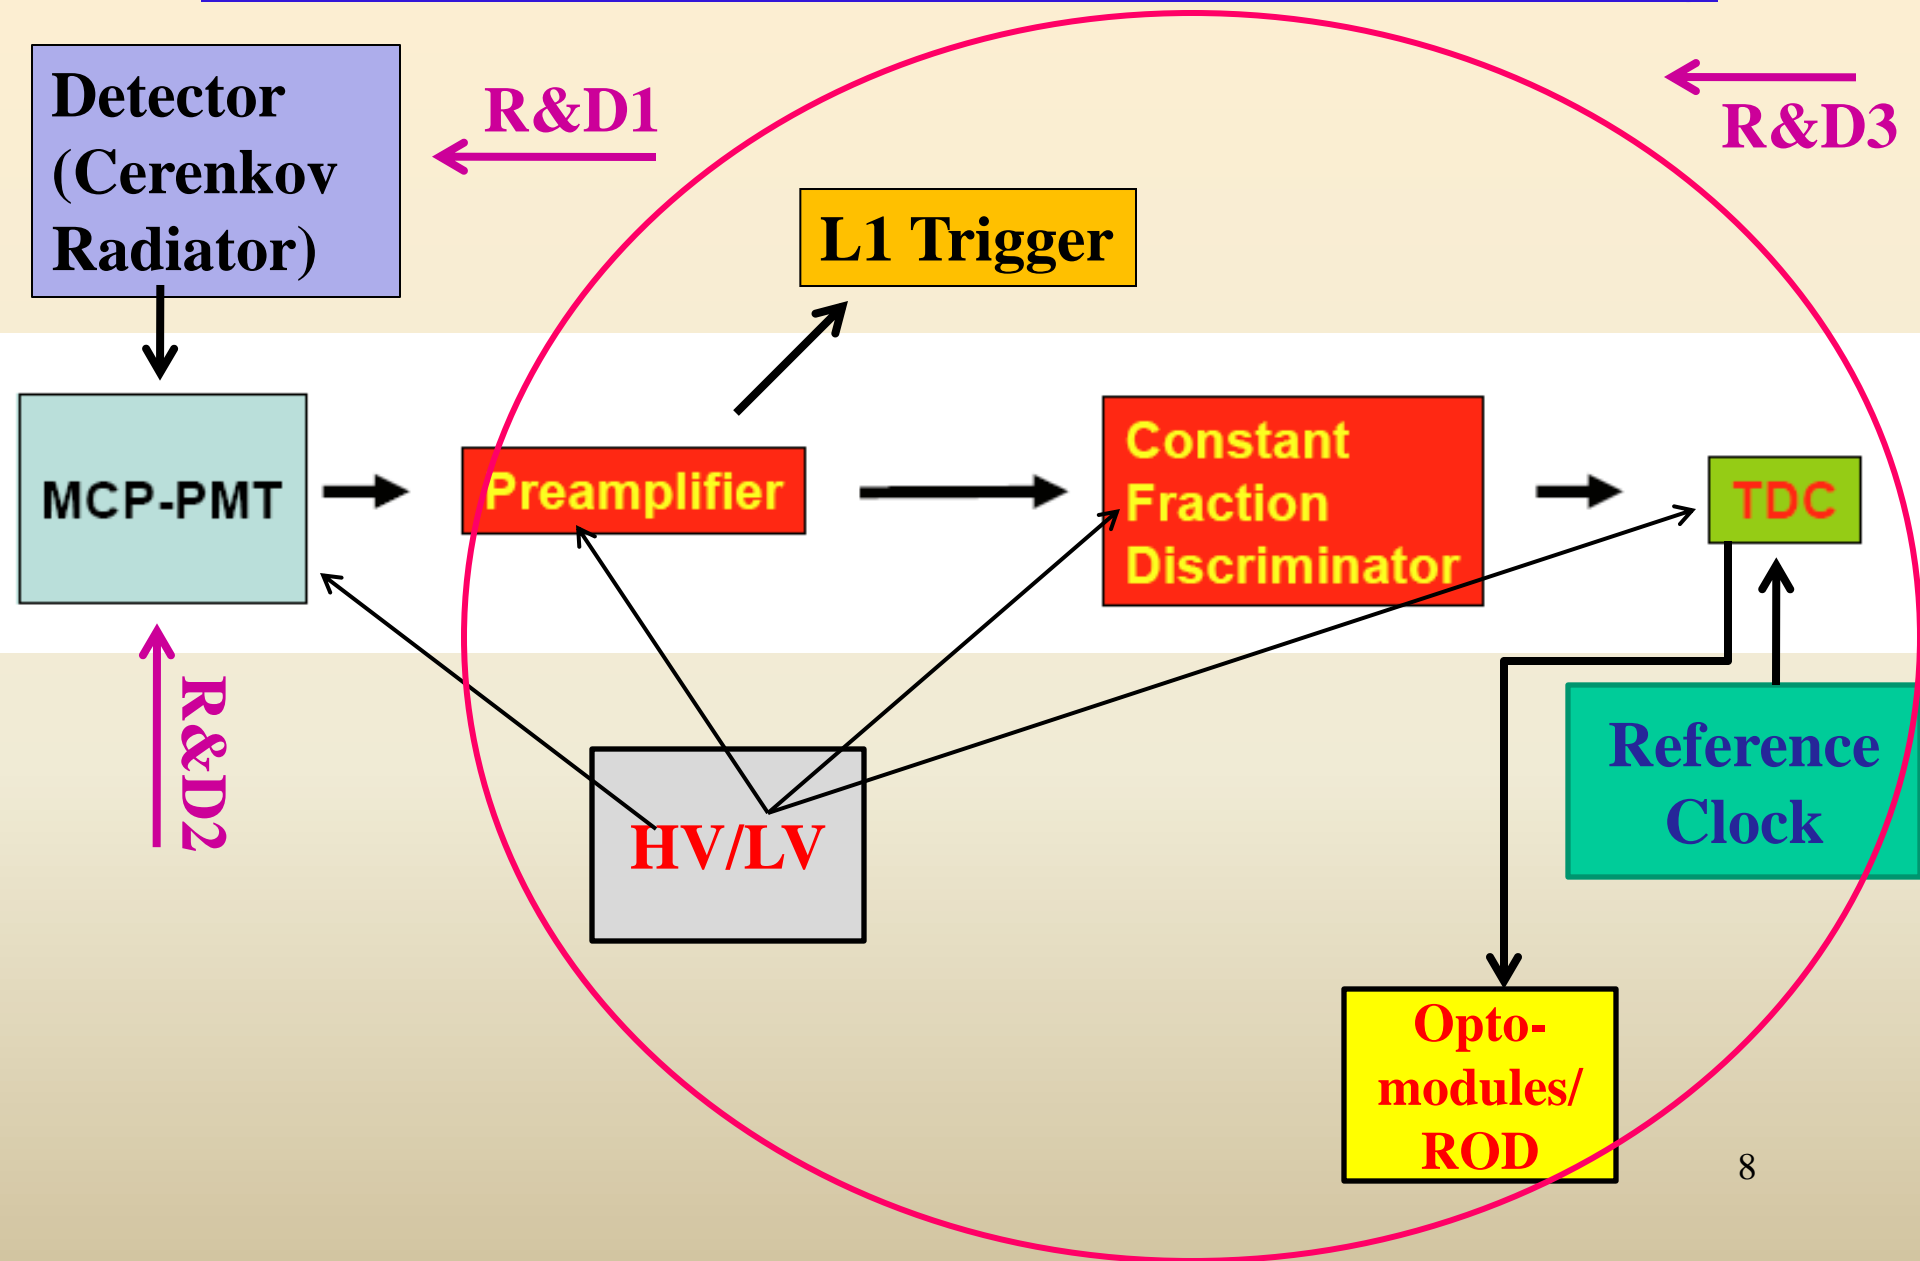 Detector
(Cerenkov
Radiator)
R&D1
R&D3
L1 Trigger
MCP-PMT
Preamplifier
Constant
Fraction
Discriminator
TDC
R&D2
HV/LV
Reference
Clock
Opto-
modules/
ROD
8